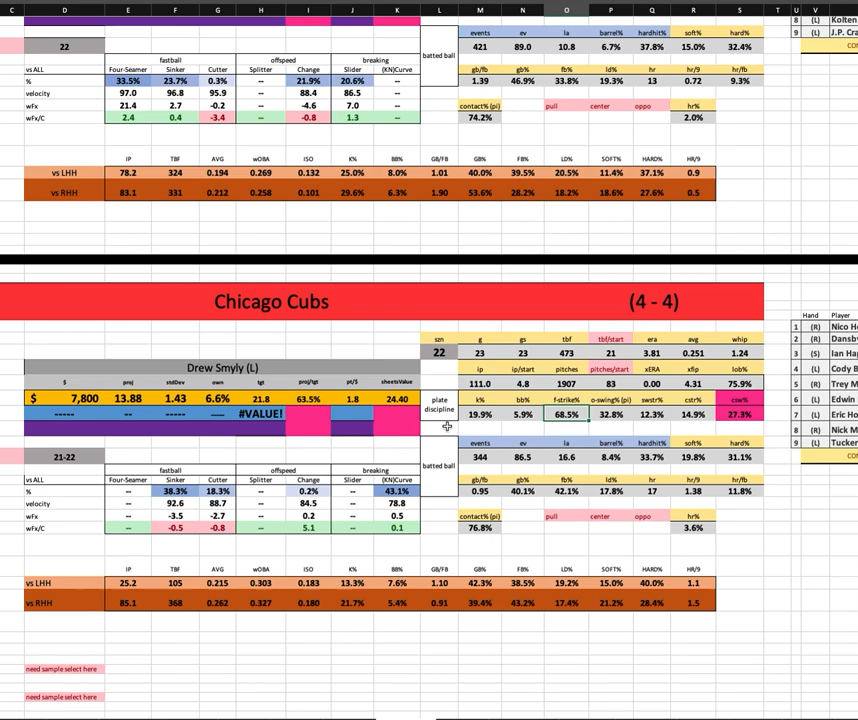 C D E F G H I J K L M N O P Q R S T U V
8 (L) Kolten
events ev la barrel% hardhit% soft% hard% 9 (L) J.P. Cra
22 421 89.0 10.8 6.7% 37.8% 15.0% 32.4%
fastball offspeed breaking batted ball
vs ALL Four-Seamer Sinker Cutter Splitter Change Slider (KN)Curve gb/fb gb% fb% ld% hr hr/9 hr/fb
% 33.5% 23.7% 0.3% -- 21.9% 20.6% -- 1.39 46.9% 33.8% 19.3% 13 0.72 9.3%
velocity 97.0 96.8 95.9 -- 88.4 86.5 --
wFx 21.4 2.7 -0.2 -- -4.6 7.0 -- contact% (pi) pull center oppo hr%
wFx/C 2.4 0.4 -3.4 -- -0.8 1.3 -- 74.2% 2.0%
IP TBF AVG wOBA ISO K% BB% GB/FB GB% FB% LD% SOFT% HARD% HR/9
vs LHH 78.2 324 0.194 0.269 0.132 25.0% 8.0% 1.01 40.0% 39.5% 20.5% 11.4% 37.1% 0.9
vs RHH 83.1 331 0.212 0.258 0.101 29.6% 6.3% 1.90 53.6% 28.2% 18.2% 18.6% 27.6% 0.5
Chicago Cubs (4 - 4)
Hand Player
1 (R) Nico H
szn g gs tbf tbf/start era avg whip 2 (R) Dansb
22 23 23 473 21 3.81 0.251 1.24 3 (S) Ian Ha
Drew Smyly (L) ip ip/start pitches pitches/start xERA xfip lob% 4 (L) Cody B
$ proj stdDev own tgt proj/tgt pt/$ sheetsValue 111.0 4.8 1907 83 0.00 4.31 75.9% 5 (R) Trey M
$ 7,800 13.88 1.43 6.6% 21.8 63.5% 1.8 24.40 plate discipline k% bb% f-strike% o-swing% (pi) swstr% cstr% csw% 6 (L) Edwin
----- -- ----- ---- #VALUE! 19.9% 5.9% 68.5% 32.8% 12.3% 14.9% 27.3% 7 (L) Eric Ho
8 (R) Nick M
events ev la barrel% hardhit% soft% hard% 9 (L) Tucker
21-22 344 86.5 16.6 8.4% 33.7% 19.8% 31.1%
fastball offspeed breaking batted ball
vs ALL Four-Seamer Sinker Cutter Splitter Change Slider (KN)Curve gb/fb gb% fb% ld% hr hr/9 hr/fb
% -- 38.3% 18.3% -- 0.2% -- 43.1% 0.95 40.1% 42.1% 17.8% 17 1.38 11.8%
velocity -- 92.6 88.7 -- 84.5 -- 78.8
wFx -- -3.5 -2.7 -- 0.2 -- 0.5 contact% (pi) pull center oppo hr%
wFx/C -- -0.5 -0.8 -- 5.1 -- 0.1 76.8% 3.6%
IP TBF AVG wOBA ISO K% BB% GB/FB GB% FB% LD% SOFT% HARD% HR/9
vs LHH 25.2 105 0.215 0.303 0.183 13.3% 7.6% 1.10 42.3% 38.5% 19.2% 15.0% 40.0% 1.1
vs RHH 85.1 368 0.262 0.327 0.180 21.7% 5.4% 0.91 39.4% 43.2% 17.4% 21.2% 28.4% 1.5
need sample select here
need sample select here